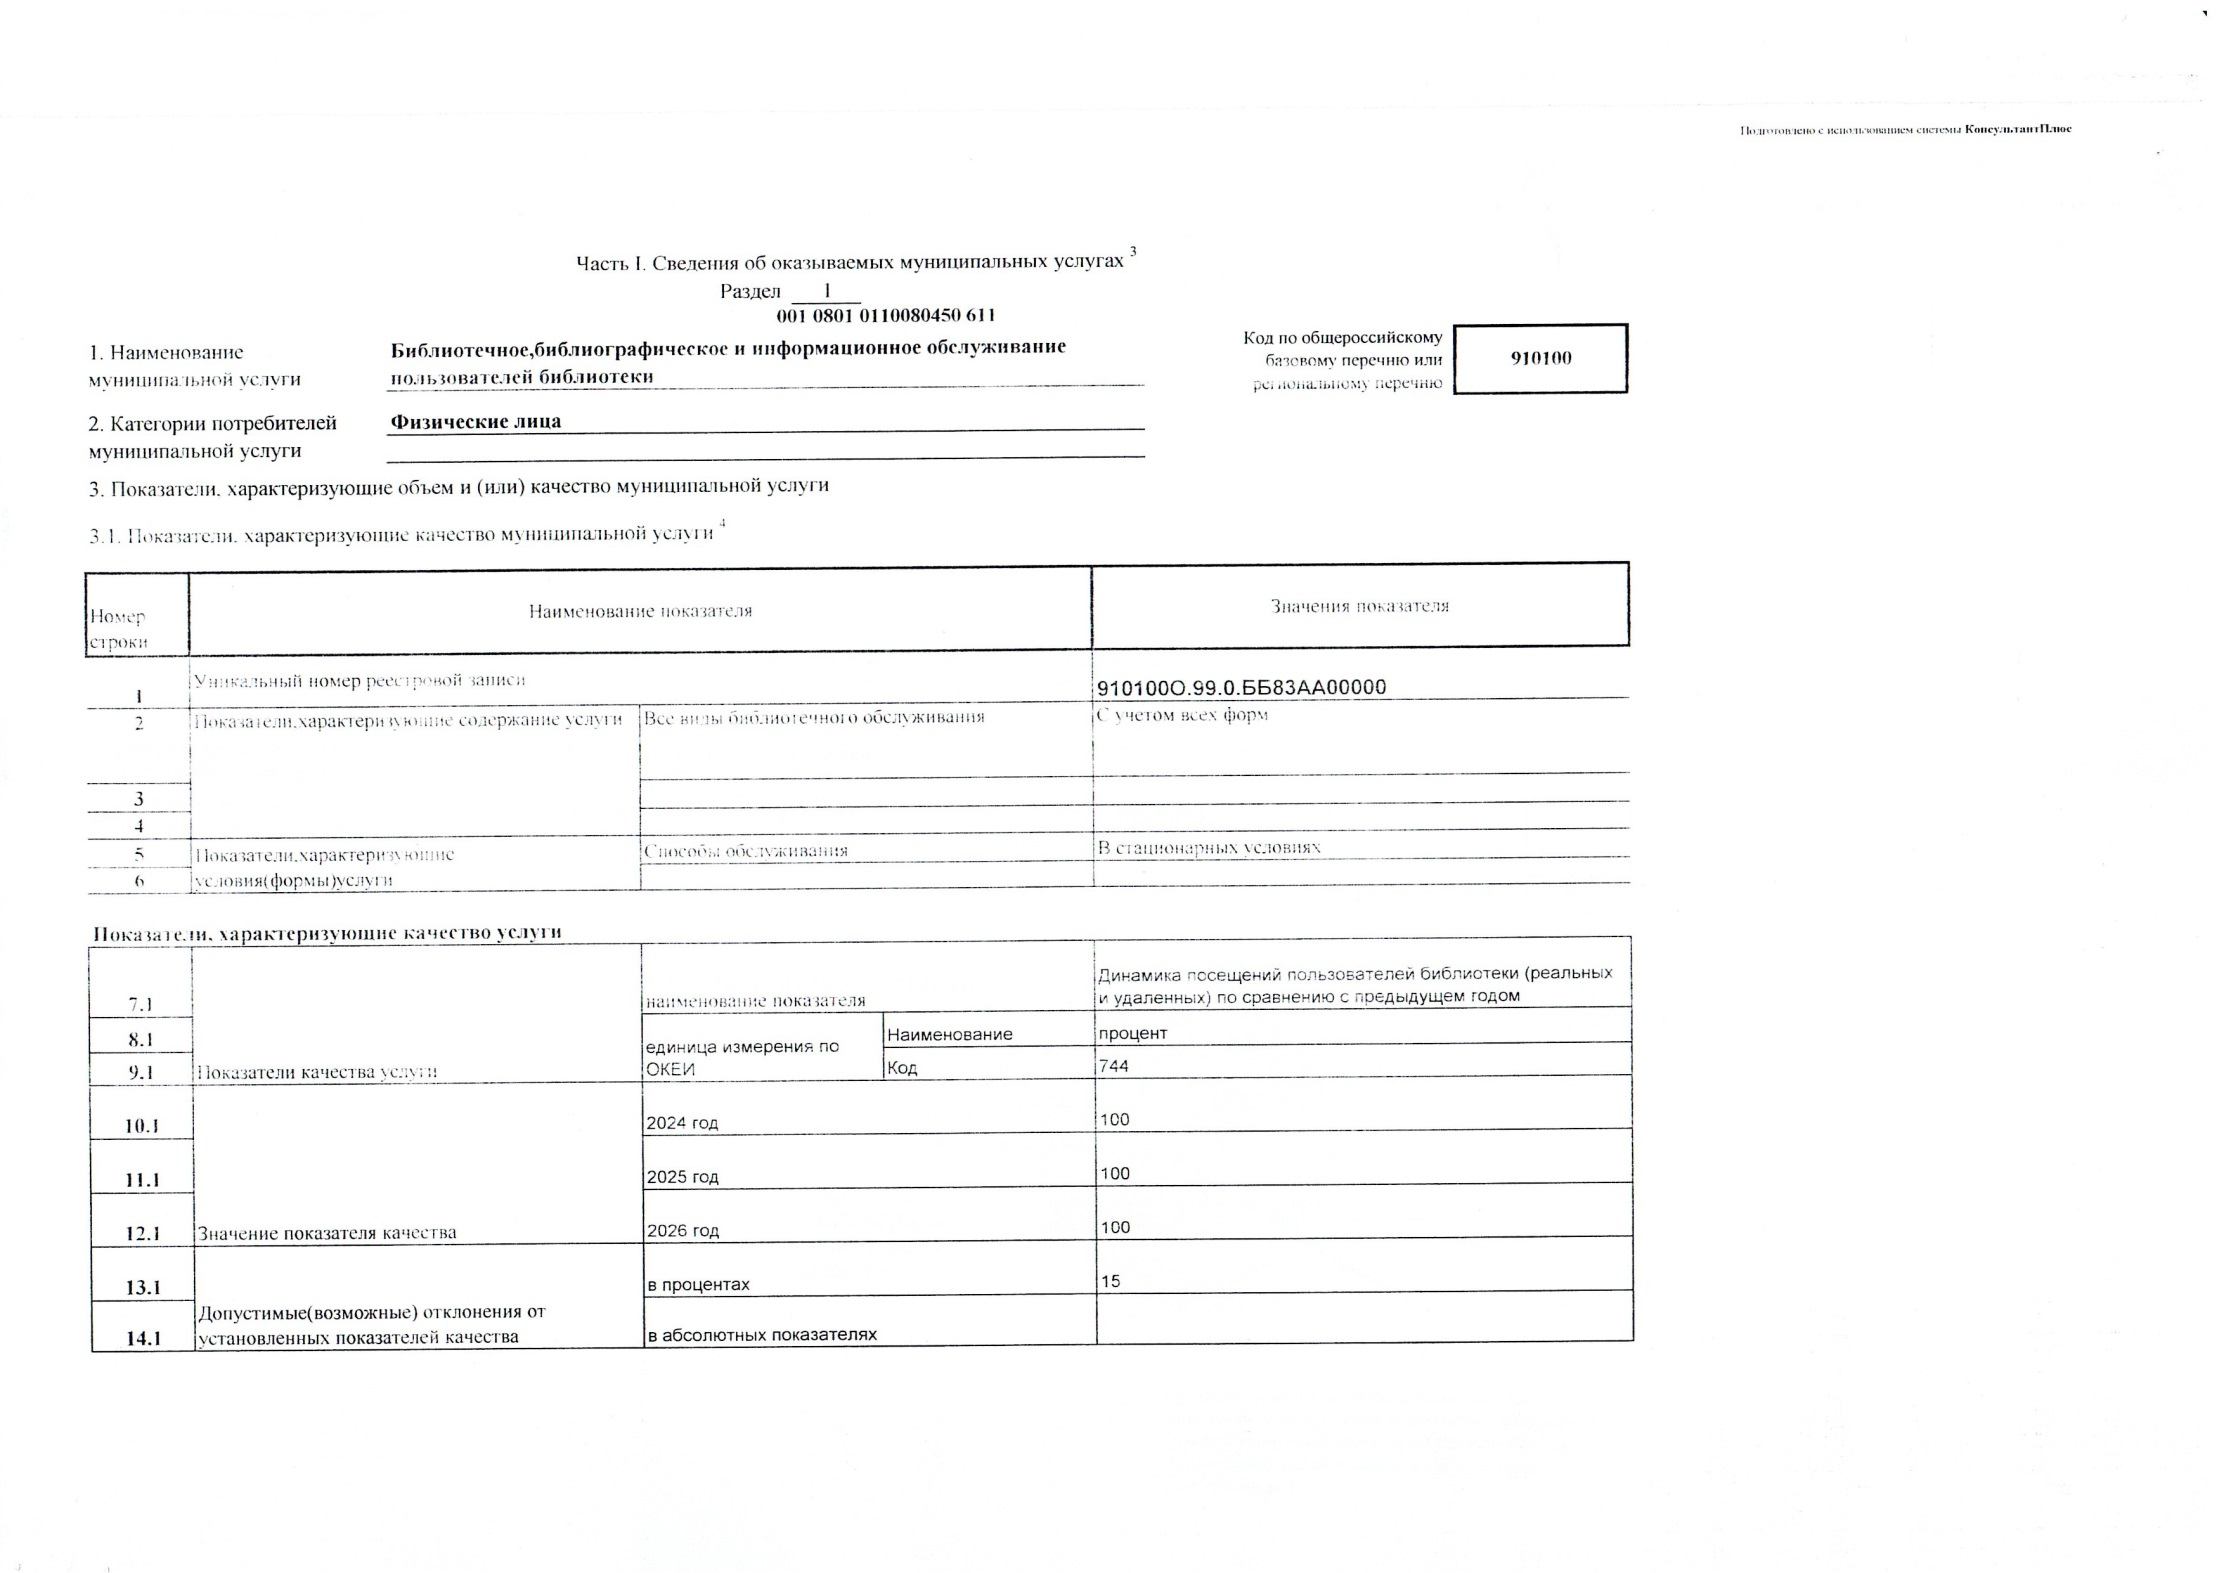 Подготовлено с использованием системы КонсультантПлюс
Часть I. Сведения об оказываемых муниципальных услугах 3
Раздел 1
001 0801 0110080450 611
1. Наименование
муниципальной услуги
Библиотечное,библиографическое и информационное обслуживание
пользователей библиотеки
Код по общероссийскому
базовому перечню или
региональному перечню
910100
2. Категории потребителей
муниципальной услуги
Физические лица
3. Показатели, характеризующие объем и (или) качество муниципальной услуги
3.1. Показатели, характеризующие качество муниципальной услуги 4
Номер
строки
Наименование показателя
Значения показателя
1
Уникальный номер реестровой записи
910100О.99.0.ББ83АА00000
2
Показатели,характеризующие содержание услуги
Все виды библиотечного обслуживания
С учетом всех форм
3
4
5
Показатели,характеризующие
Способы обслуживания
В стационарных условиях
6
условия(формы)услуги
Показатели, характеризующие качество услуги
7.1
наименование показателя
Динамика посещений пользователей библиотеки (реальных
и удаленных) по сравнению с предыдущем годом
8.1
единица измерения по
ОКЕИ
Наименование
процент
9.1
Показатели качества услуги
Код
744
10.1
2024 год
100
11.1
2025 год
100
12.1
Значение показателя качества
2026 год
100
13.1
в процентах
15
Допустимые(возможные) отклонения от
установленных показателей качества
14.1
в абсолютных показателях